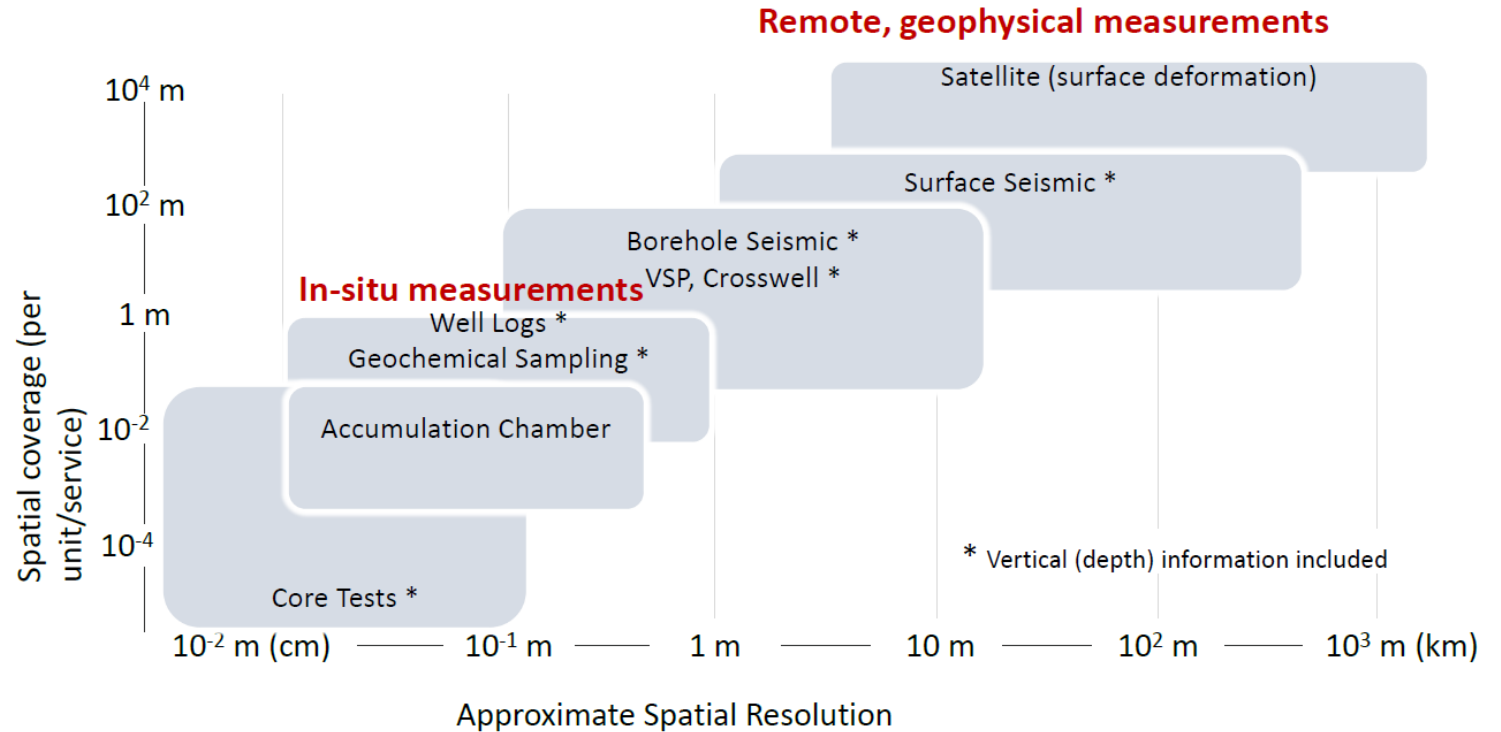 Remote, geophysical measurements
Satellite (surface deformation)
10⁴ m
Surface Seismic *
10² m
Borehole Seismic *
VSP, Crosswell *
In-situ measurements
1 m
Well Logs *
Geochemical Sampling *
Accumulation Chamber
10⁻²
Spatial coverage (per
unit/service)
10⁻⁴
* Vertical (depth) information included
Core Tests *
10⁻² m (cm) 10⁻¹ m 1 m 10 m 10² m 10³ m (km)
Approximate Spatial Resolution